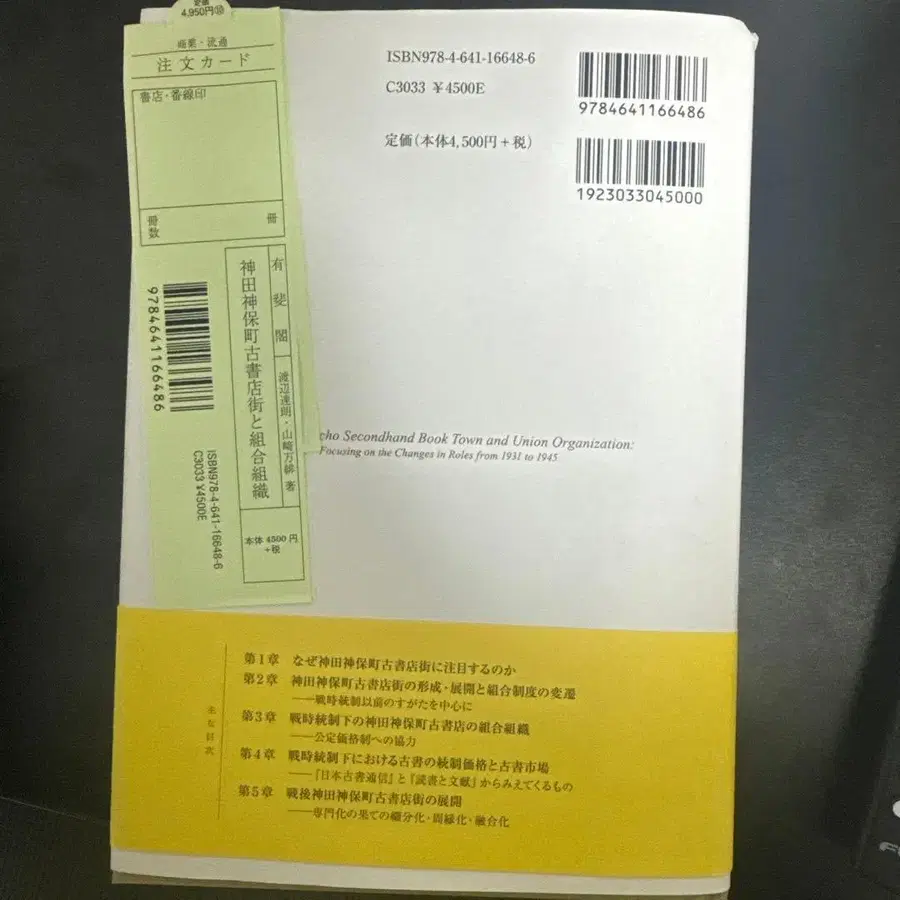 定価
4,950円⑩
商業・流通
注文カード
書店・番線印
冊数
冊
有斐閣
渡辺達朗・山﨑万緋 著
神田神保町古書店街と組合組織
本体 4500 円
+税
9784641166486
ISBN978-4-641-16648-6
C3033 ¥4500E
ISBN978-4-641-16648-6
C3033 ¥4500E
定価(本体4,500円+税)
9784641166486
1923033045000
cho Secondhand Book Town and Union Organization:
Focusing on the Changes in Roles from 1931 to 1945
主な目次
第1章 なぜ神田神保町古書店街に注目するのか
第2章 神田神保町古書店街の形成・展開と組合制度の変遷
——戦時統制以前のすがたを中心に
第3章 戦時統制下の神田神保町古書店の組合組織
——公定価格制への協力
第4章 戦時統制下における古書の統制価格と古書市場
——『日本古書通信』と『読書と文献』からみえてくるもの
第5章 戦後神田神保町古書店街の展開
——専門化の果ての細分化・周縁化・融合化